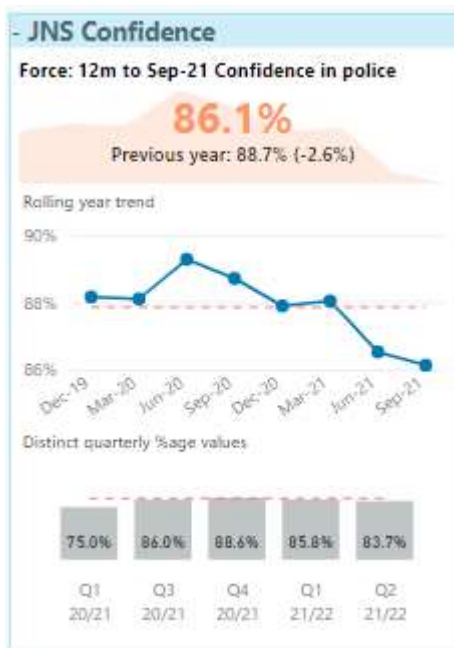 - JNS Confidence
Force: 12m to Sep-21 Confidence in police
86.1%
Previous year: 88.7% (-2.6%)
Rolling year trend
90%
88%
86%
Dec-19 Mar-20 Jun-20 Sep-20 Dec-20 Mar-21 Jun-21 Sep-21
Distinct quarterly %age values
75.0% 86.0% 88.6% 85.8% 83.7%
Q1 Q3 Q4 Q1 Q2
20/21 20/21 20/21 21/22 21/22